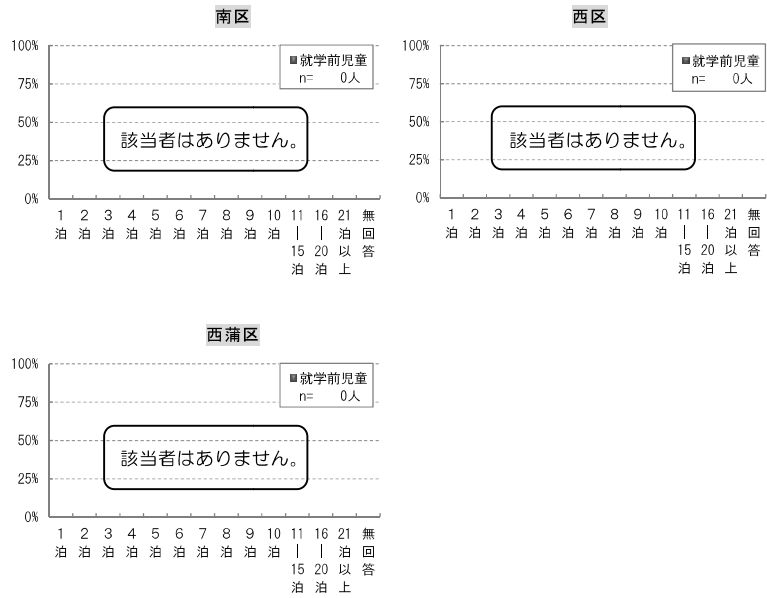 南区
100%
75%
50%
25%
0%
■就学前児童
n= 0人
該当者はありません。
1泊 2泊 3泊 4泊 5泊 6泊 7泊 8泊 9泊 10泊 11―15泊 16―20泊 21泊以上 無回答
西区
100%
75%
50%
25%
0%
■就学前児童
n= 0人
該当者はありません。
1泊 2泊 3泊 4泊 5泊 6泊 7泊 8泊 9泊 10泊 11―15泊 16―20泊 21泊以上 無回答
西蒲区
100%
75%
50%
25%
0%
■就学前児童
n= 0人
該当者はありません。
1泊 2泊 3泊 4泊 5泊 6泊 7泊 8泊 9泊 10泊 11―15泊 16―20泊 21泊以上 無回答